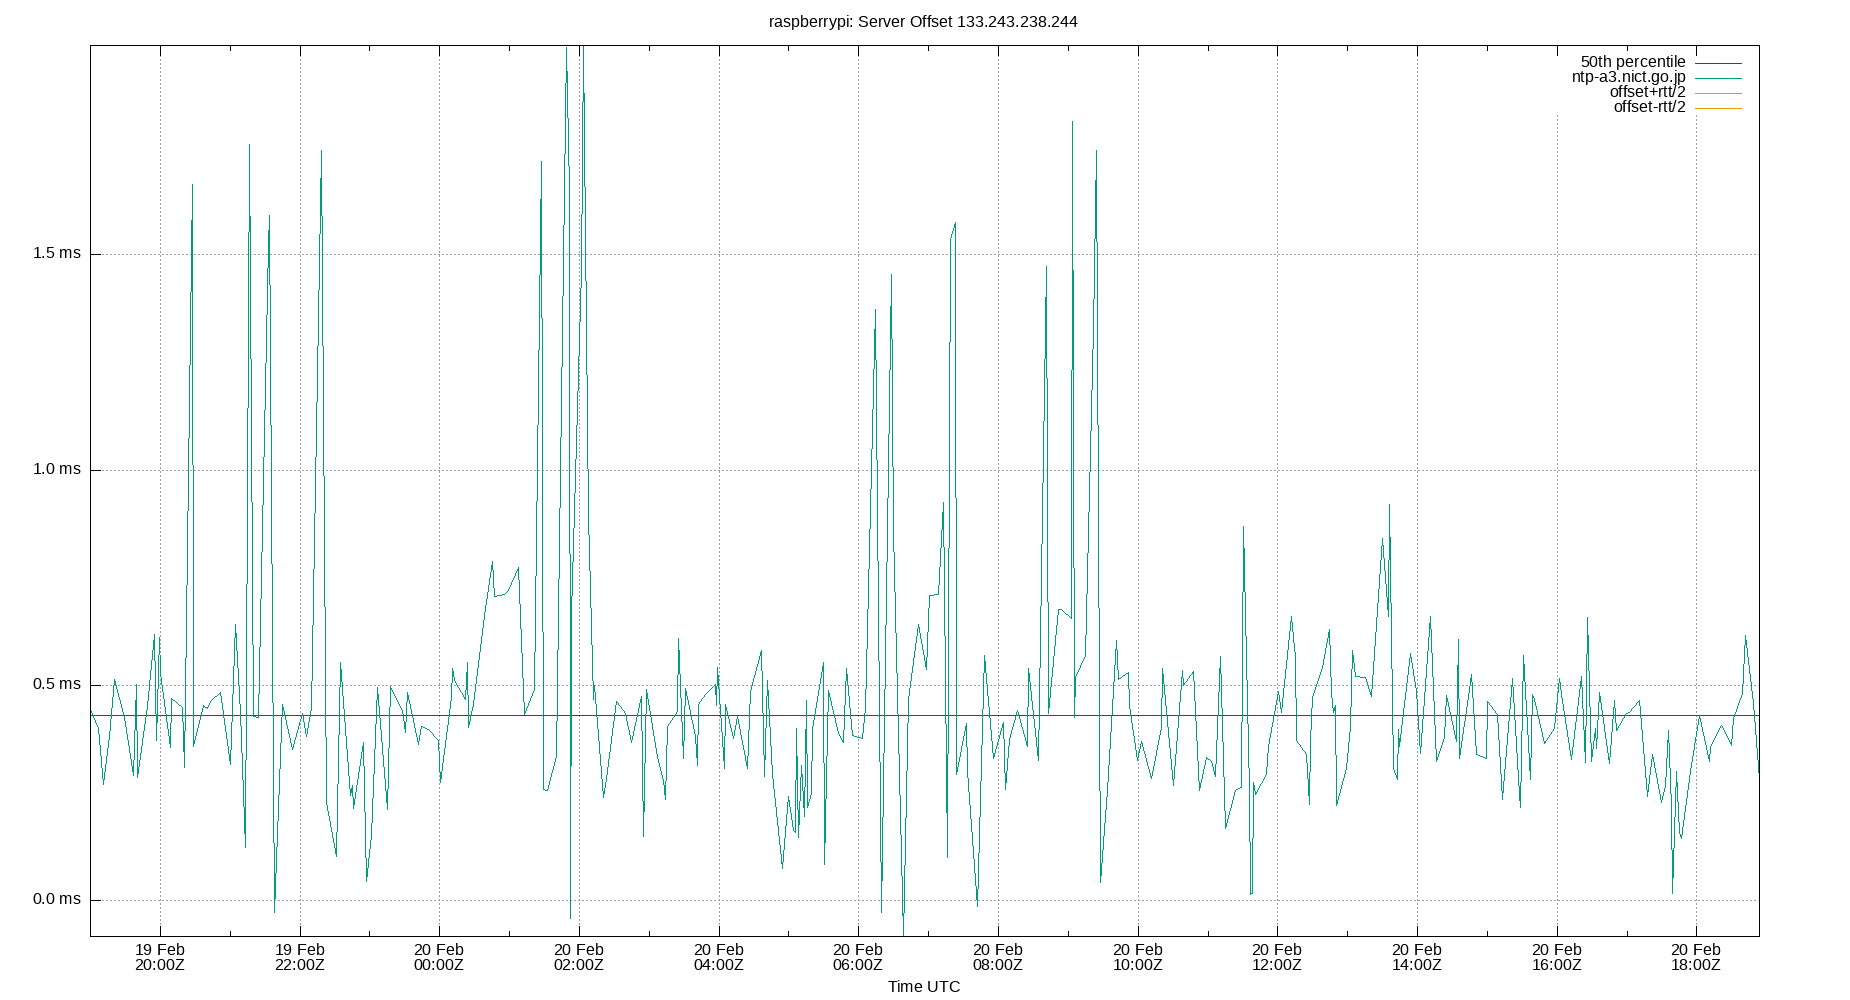 raspberrypi: Server Offset 133.243.238.244
50th percentile
ntp-a3.nict.go.jp
offset+rtt/2
offset-rtt/2
1.5 ms
1.0 ms
0.5 ms
0.0 ms
19 Feb 19 Feb 20 Feb 20 Feb 20 Feb 20 Feb 20 Feb 20 Feb 20 Feb 20 Feb 20 Feb 20 Feb
20:00Z 22:00Z 00:00Z 02:00Z 04:00Z 06:00Z 08:00Z 10:00Z 12:00Z 14:00Z 16:00Z 18:00Z
Time UTC